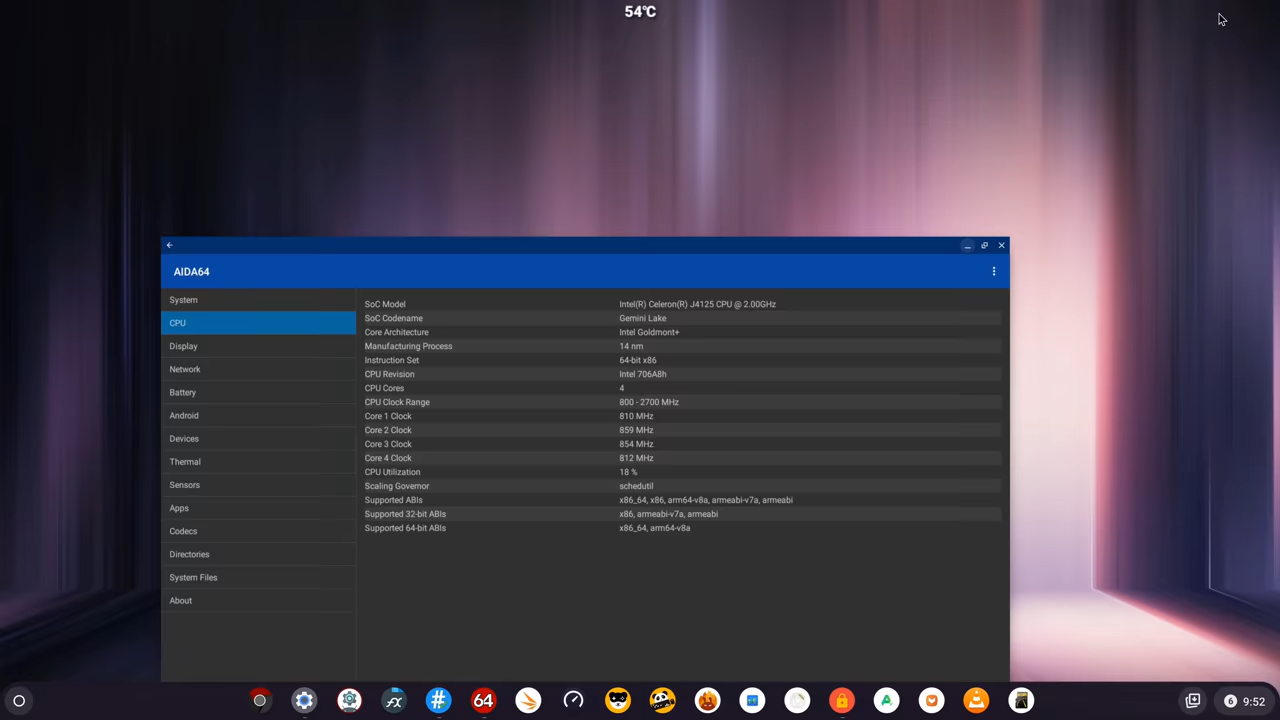 54°C
AIDA64
System
CPU
Display
Network
Battery
Android
Devices
Thermal
Sensors
Apps
Codecs
Directories
System Files
About
SoC Model Intel(R) Celeron(R) J4125 CPU @ 2.00GHz
SoC Codename Gemini Lake
Core Architecture Intel Goldmont+
Manufacturing Process 14 nm
Instruction Set 64-bit x86
CPU Revision Intel 706A8h
CPU Cores 4
CPU Clock Range 800 - 2700 MHz
Core 1 Clock 810 MHz
Core 2 Clock 859 MHz
Core 3 Clock 854 MHz
Core 4 Clock 812 MHz
CPU Utilization 18 %
Scaling Governor schedutil
Supported ABIs x86_64, x86, arm64-v8a, armeabi-v7a, armeabi
Supported 32-bit ABIs x86, armeabi-v7a, armeabi
Supported 64-bit ABIs x86_64, arm64-v8a
fx # 64 A
6 9:52